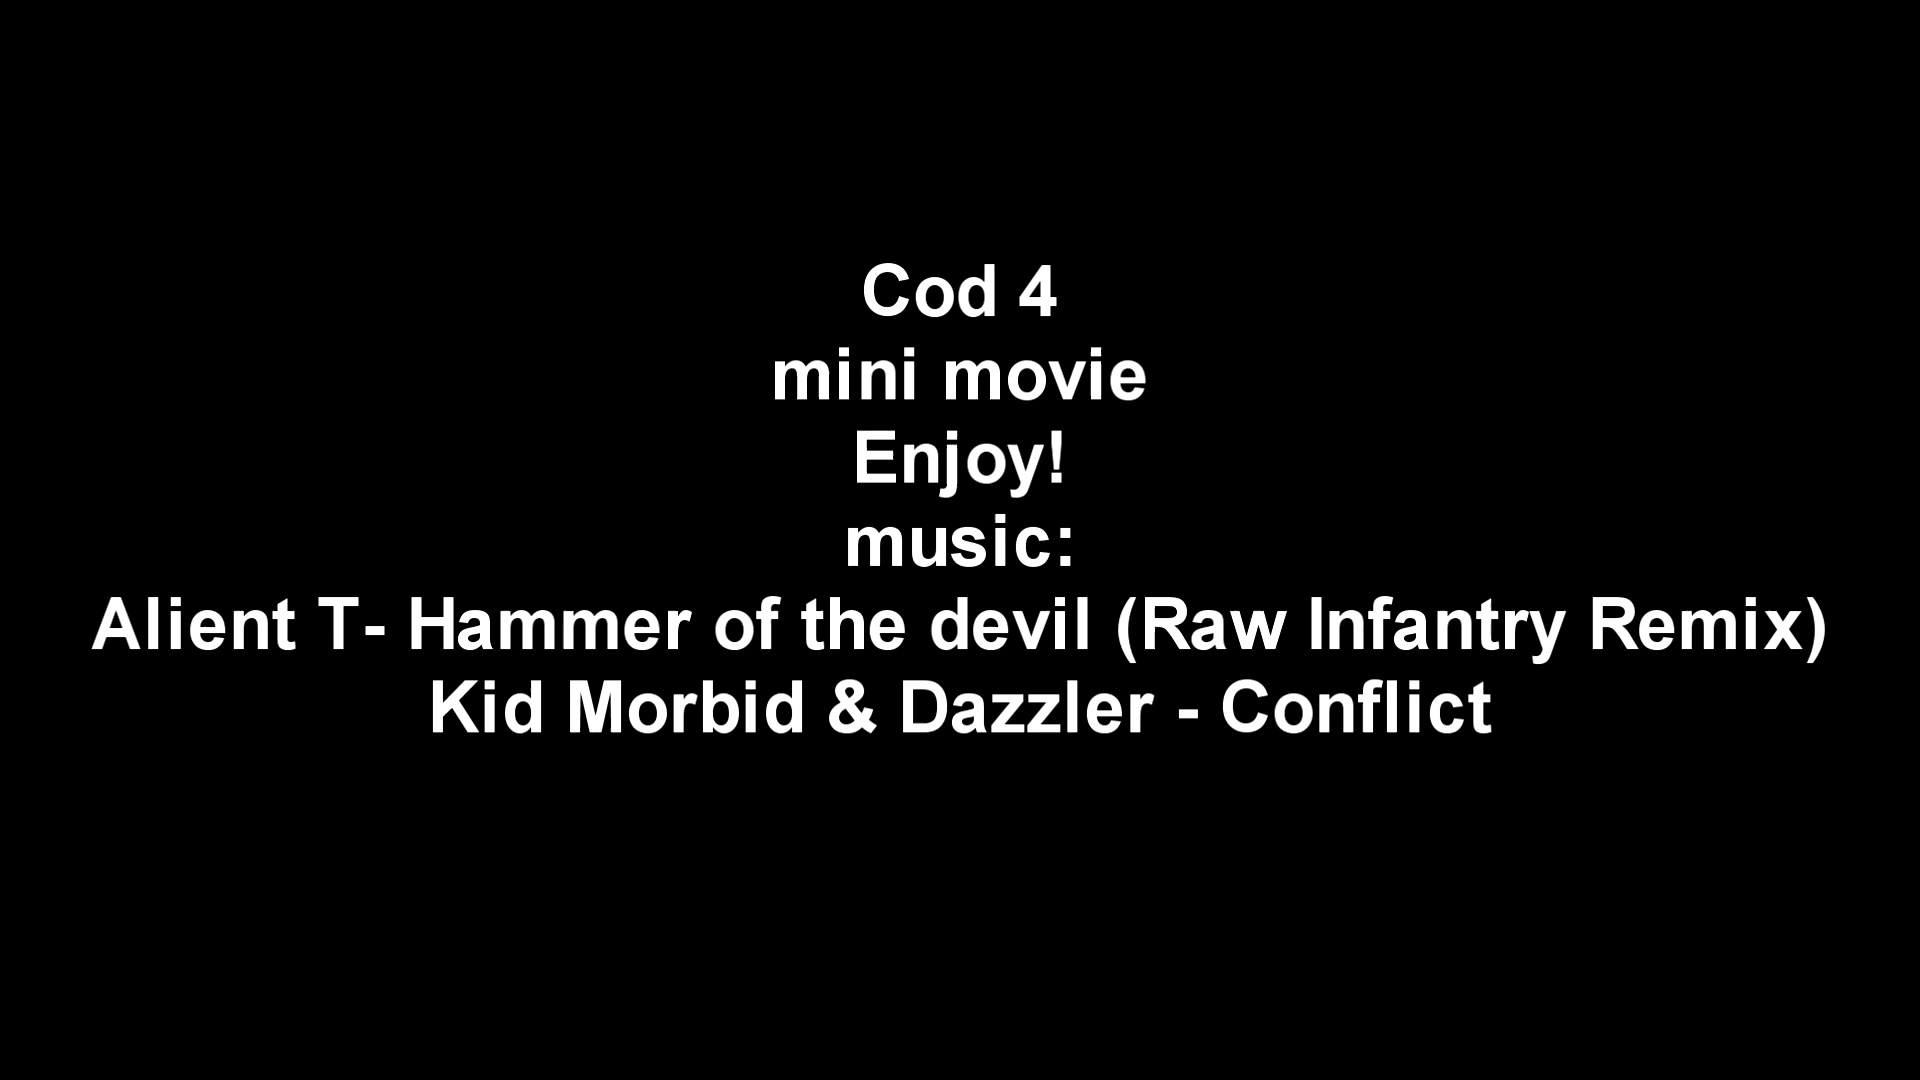 Cod 4
mini movie
Enjoy!
music:
Alient T- Hammer of the devil (Raw Infantry Remix)
Kid Morbid & Dazzler - Conflict